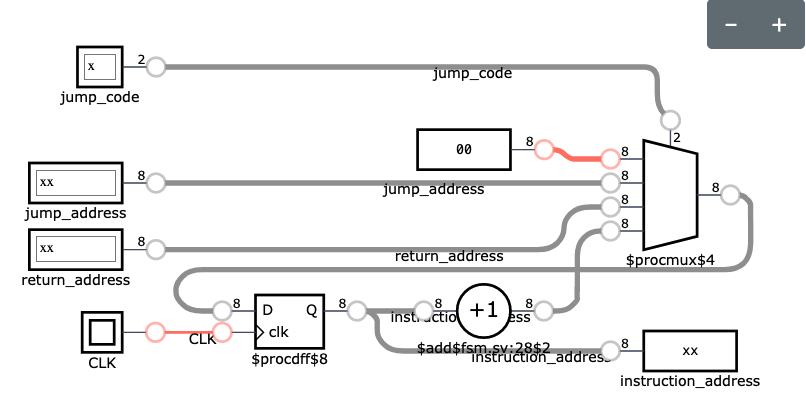 − +
x
2
jump_code
jump_code
2
00
8
8
xx
8
jump_address
8
8
jump_address
8
xx
8
return_address
8
return_address
$procmux$4
8
D
Q
8
8
+1
8
CLK
clk
CLK
$procdff$8
$add$fsm.sv:28$2
instruction_address
8
xx
instruction_address